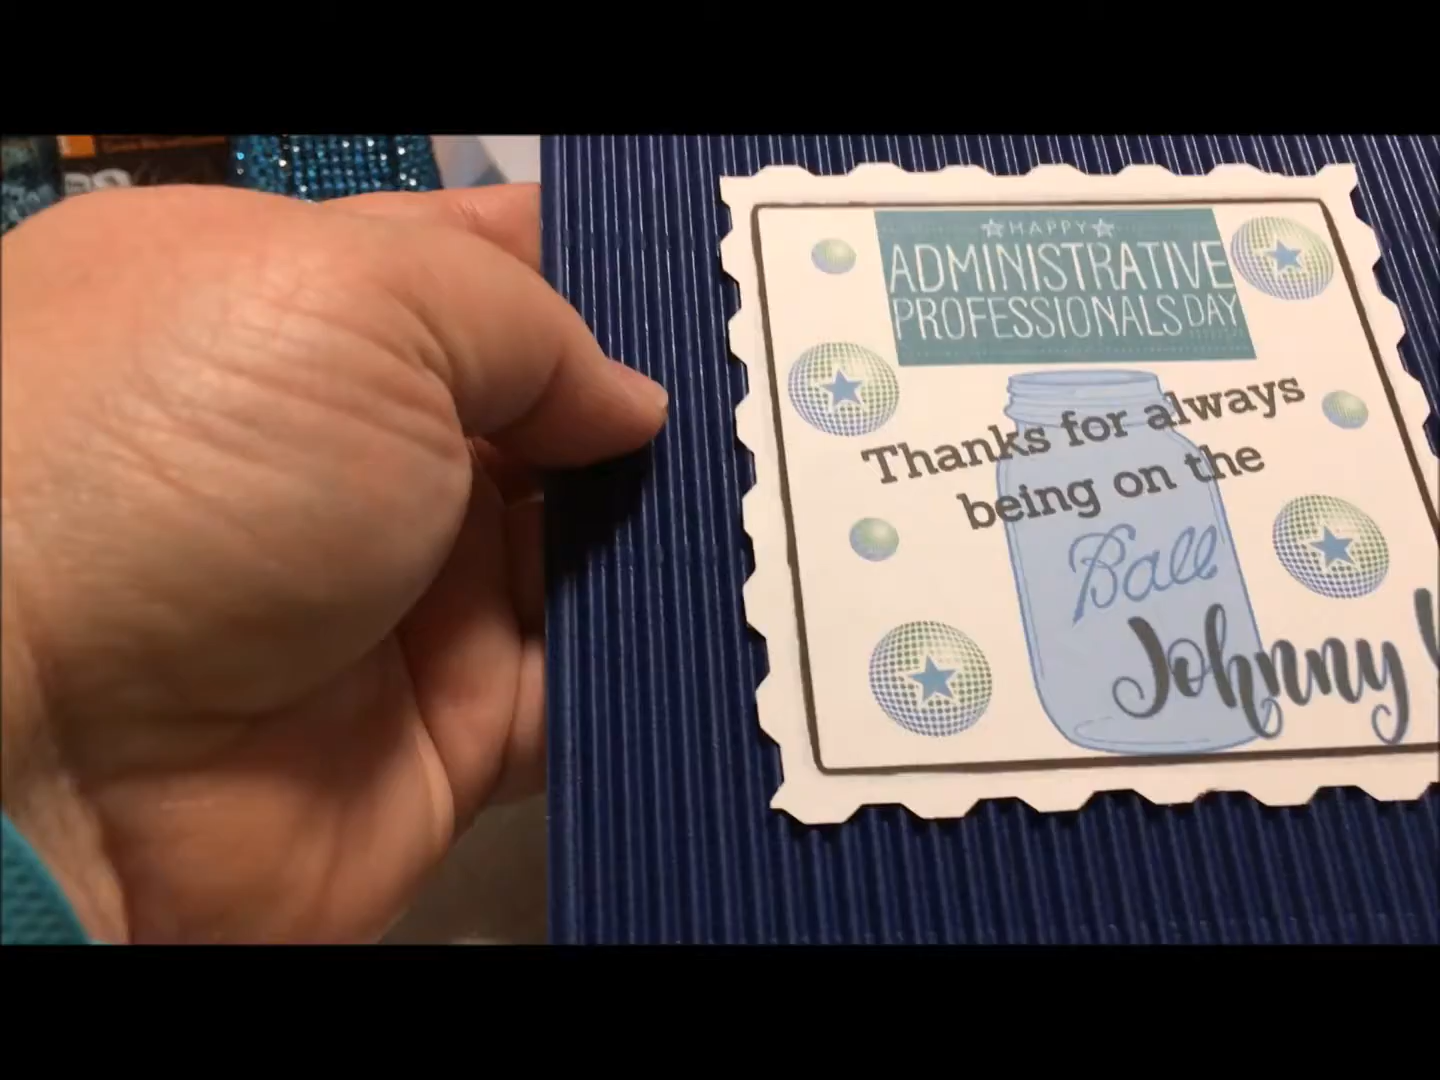 HAPPY
ADMINISTRATIVE
PROFESSIONALS DAY
Thanks for always
being on the
Ball
Johnny